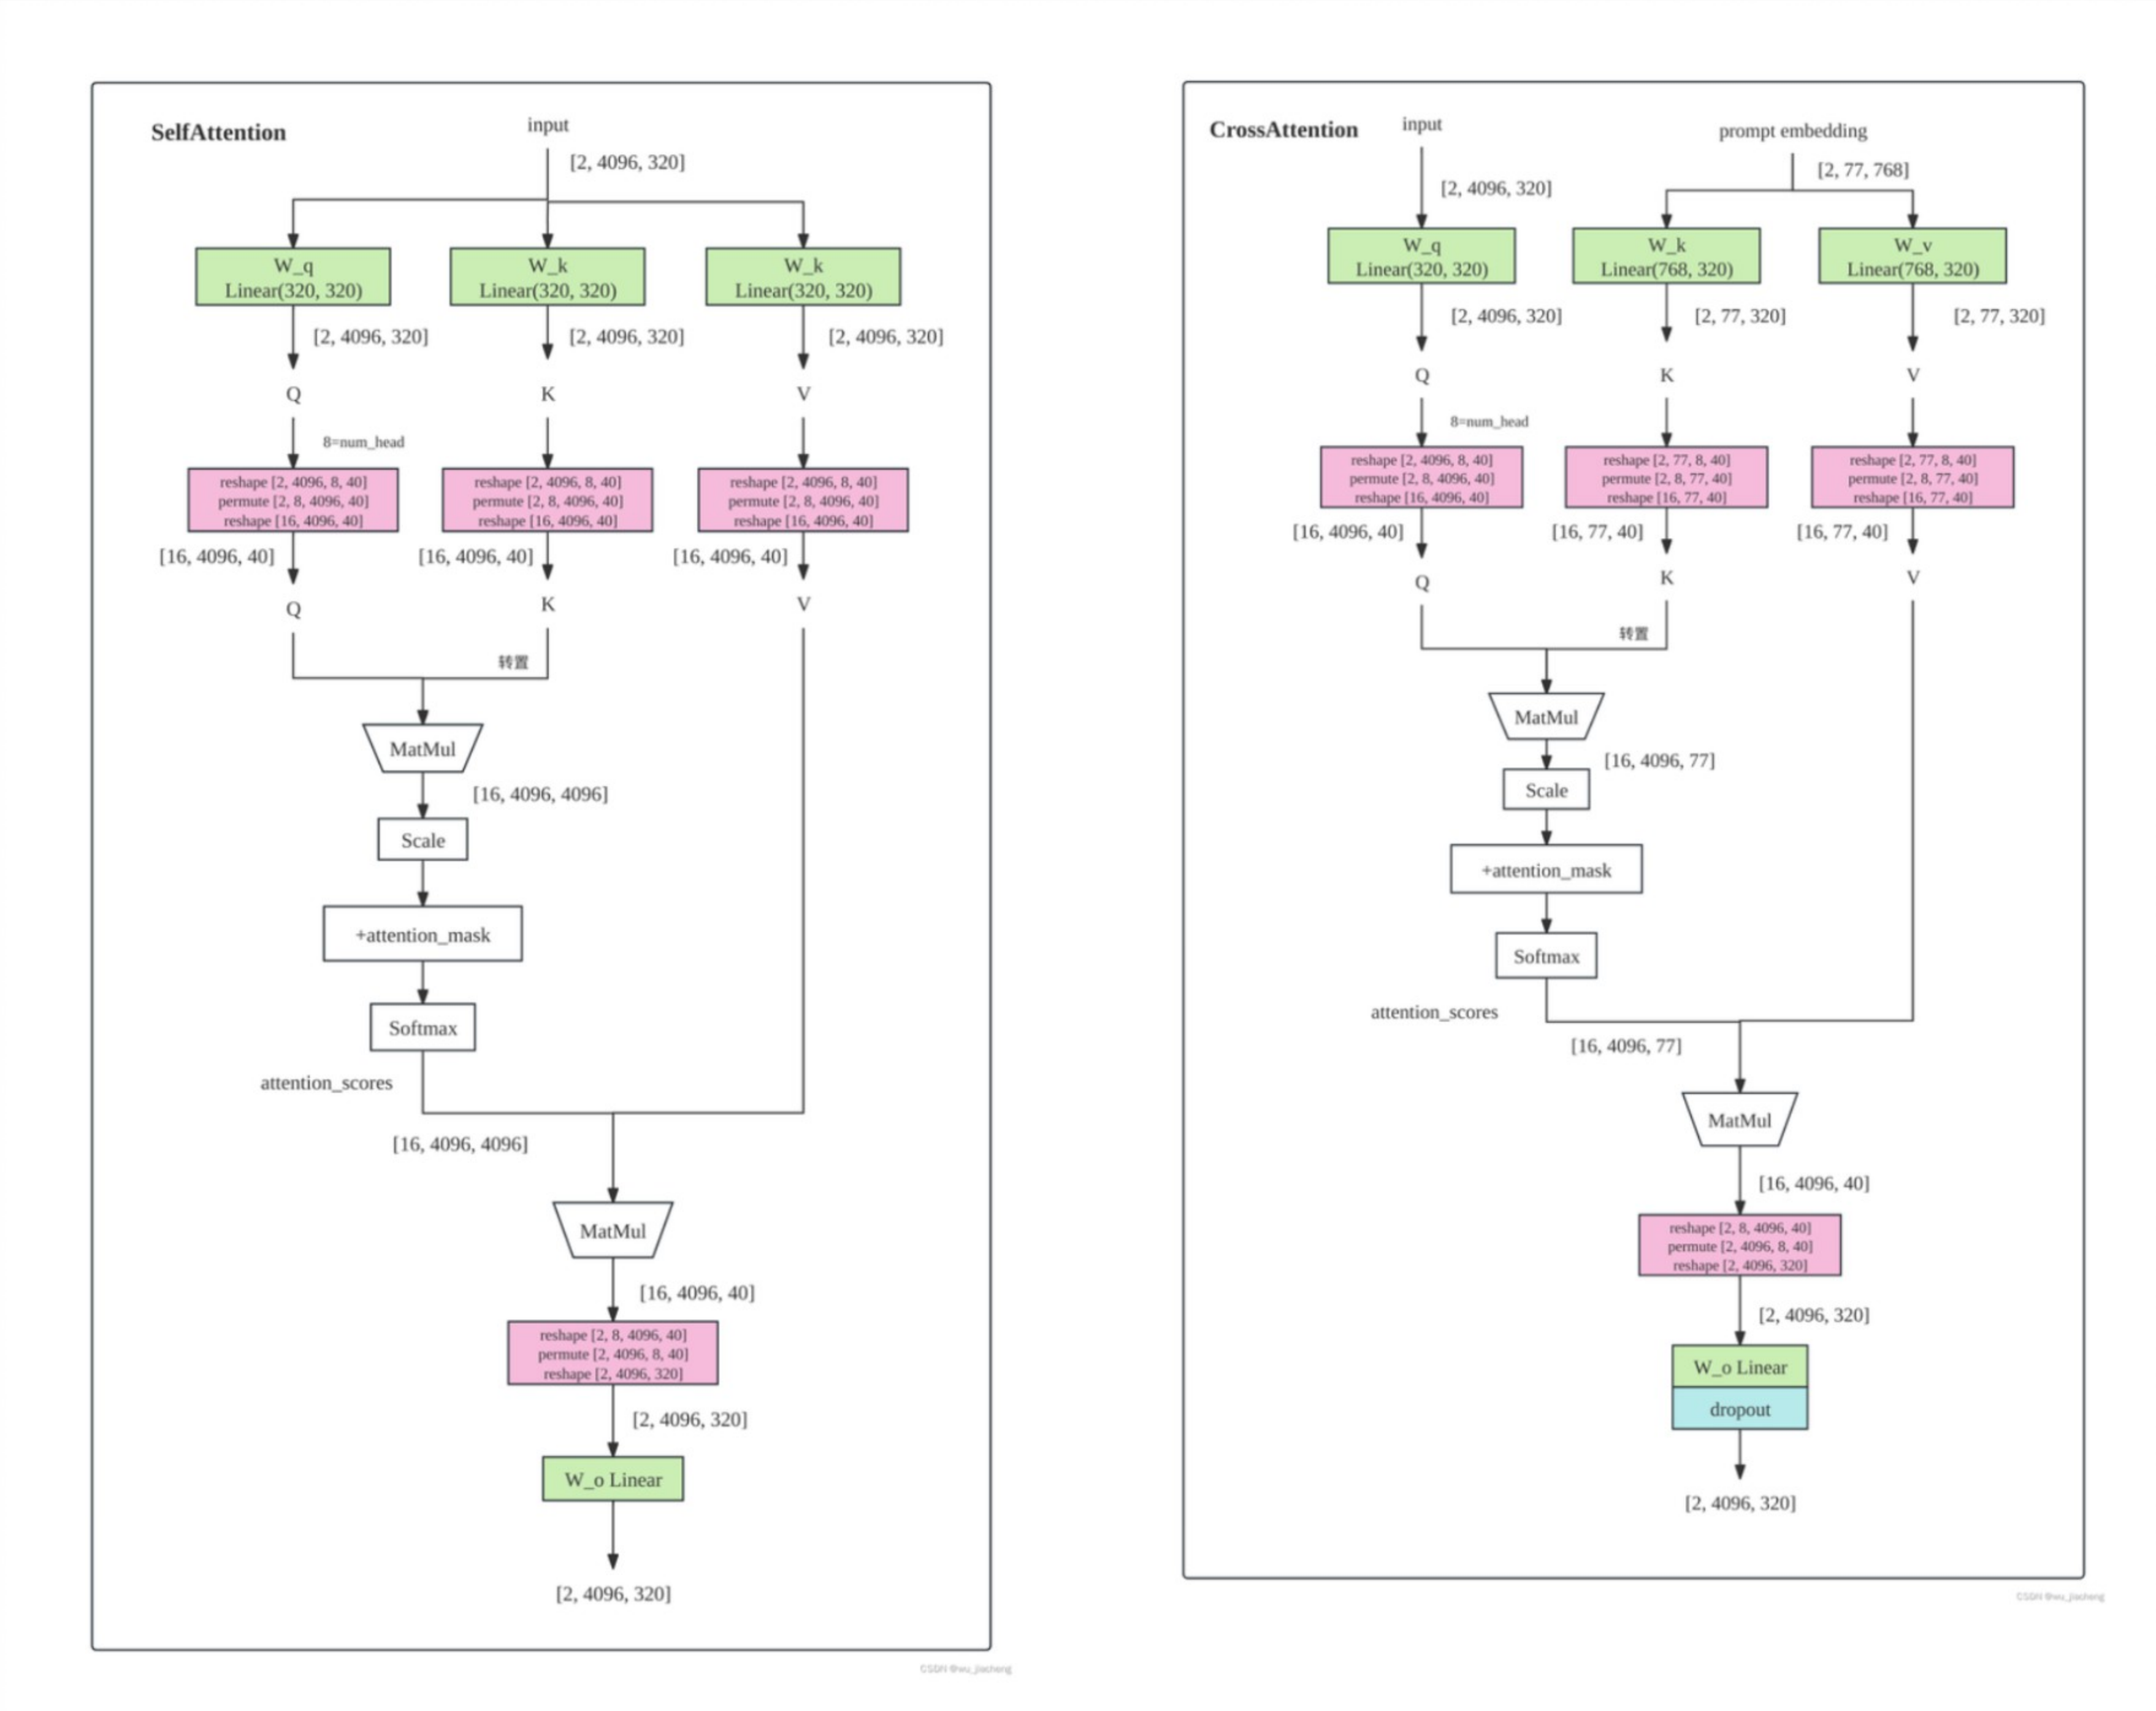 SelfAttention
input
[2, 4096, 320]
W_q
Linear(320, 320)
W_k
Linear(320, 320)
W_k
Linear(320, 320)
[2, 4096, 320]
[2, 4096, 320]
[2, 4096, 320]
Q
K
V
8=num_head
reshape [2, 4096, 8, 40]
permute [2, 8, 4096, 40]
reshape [16, 4096, 40]
reshape [2, 4096, 8, 40]
permute [2, 8, 4096, 40]
reshape [16, 4096, 40]
reshape [2, 4096, 8, 40]
permute [2, 8, 4096, 40]
reshape [16, 4096, 40]
[16, 4096, 40]
[16, 4096, 40]
[16, 4096, 40]
Q
K
V
转置
MatMul
[16, 4096, 4096]
Scale
+attention_mask
Softmax
attention_scores
[16, 4096, 4096]
MatMul
[16, 4096, 40]
reshape [2, 8, 4096, 40]
permute [2, 4096, 8, 40]
reshape [2, 4096, 320]
[2, 4096, 320]
W_o Linear
[2, 4096, 320]
CSDN @wu_jiacheng
CrossAttention
input
prompt embedding
[2, 4096, 320]
[2, 77, 768]
W_q
Linear(320, 320)
W_k
Linear(768, 320)
W_v
Linear(768, 320)
[2, 4096, 320]
[2, 77, 320]
[2, 77, 320]
Q
K
V
8=num_head
reshape [2, 4096, 8, 40]
permute [2, 8, 4096, 40]
reshape [16, 4096, 40]
reshape [2, 77, 8, 40]
permute [2, 8, 77, 40]
reshape [16, 77, 40]
reshape [2, 77, 8, 40]
permute [2, 8, 77, 40]
reshape [16, 77, 40]
[16, 4096, 40]
[16, 77, 40]
[16, 77, 40]
Q
K
V
转置
MatMul
[16, 4096, 77]
Scale
+attention_mask
Softmax
attention_scores
[16, 4096, 77]
MatMul
[16, 4096, 40]
reshape [2, 8, 4096, 40]
permute [2, 4096, 8, 40]
reshape [2, 4096, 320]
[2, 4096, 320]
W_o Linear
dropout
[2, 4096, 320]
CSDN @wu_jiacheng